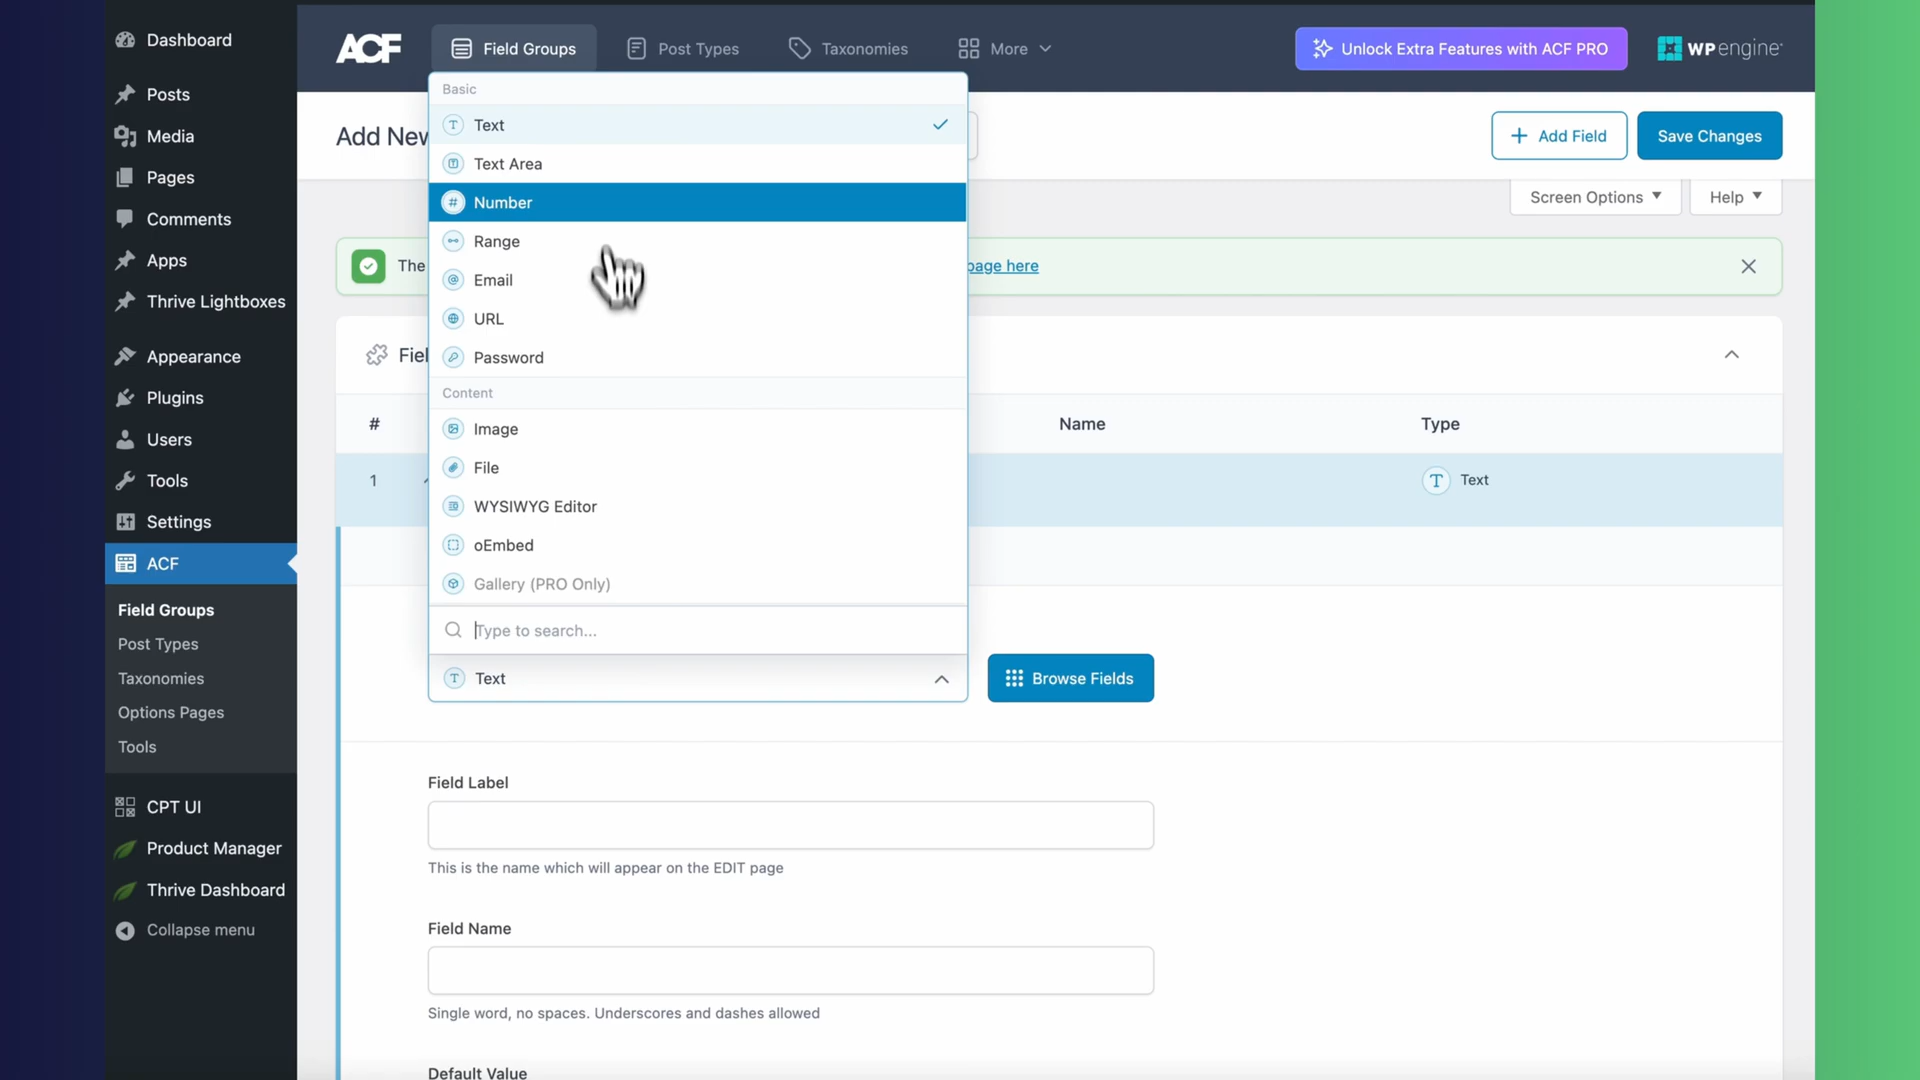 Dashboard
Posts
Media
Pages
Comments
Apps
Thrive Lightboxes
Appearance
Plugins
Users
Tools
Settings
ACF
Field Groups
Post Types
Taxonomies
Options Pages
Tools
CPT UI
Product Manager
Thrive Dashboard
Collapse menu
ACF
Field Groups
Post Types
Taxonomies
More
Unlock Extra Features with ACF PRO
WPengine
Add New
Add Field
Save Changes
Screen Options
Help
The
page here
Fiel
#
Name
Type
1
Text
Basic
Text
Text Area
Number
Range
Email
URL
Password
Content
Image
File
WYSIWYG Editor
oEmbed
Gallery (PRO Only)
Type to search...
Text
Browse Fields
Field Label
This is the name which will appear on the EDIT page
Field Name
Single word, no spaces. Underscores and dashes allowed
Default Value